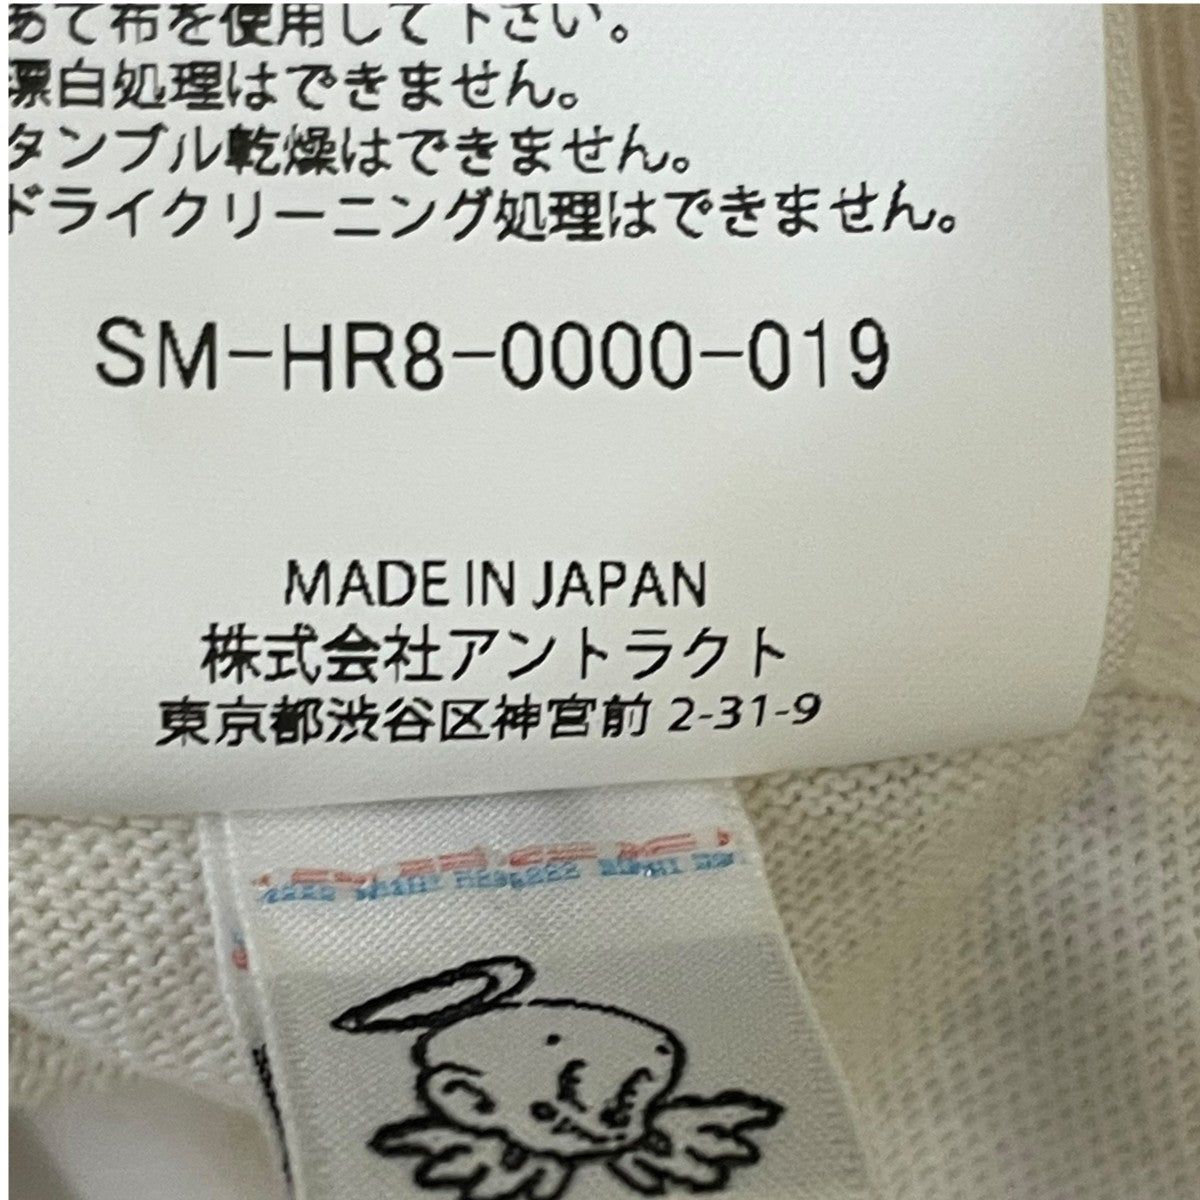 あて布を使用して下さい。
漂白処理はできません。
タンブル乾燥はできません。
ドライクリーニング処理はできません。
SM-HR8-0000-019
MADE IN JAPAN
株式会社アントラクト
東京都渋谷区神宮前 2-31-9